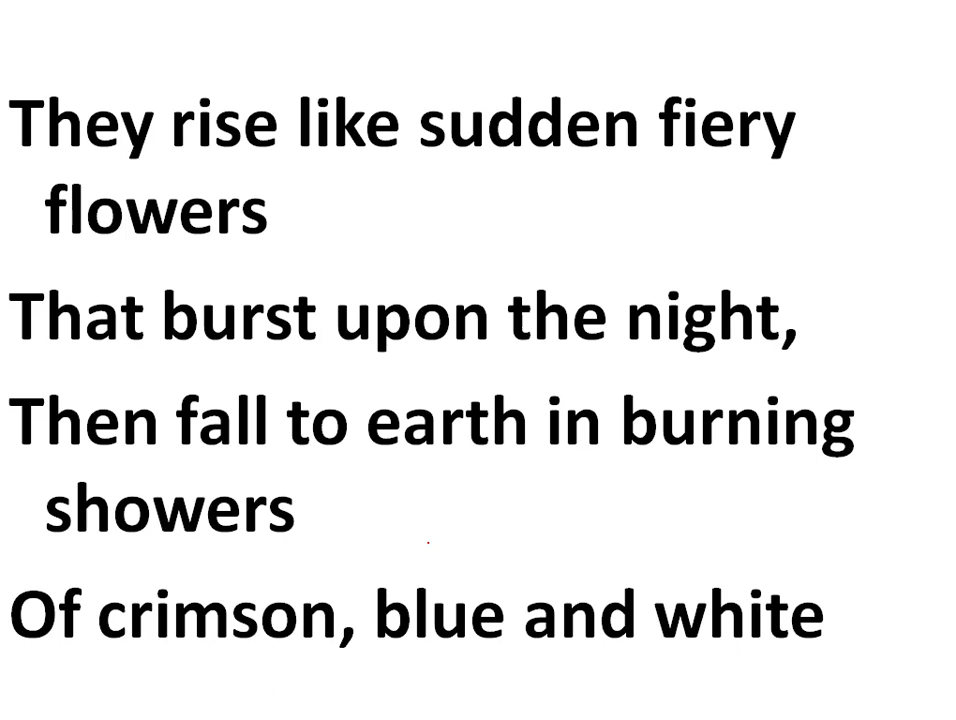 They rise like sudden fiery
flowers
That burst upon the night,
Then fall to earth in burning
showers
Of crimson, blue and white